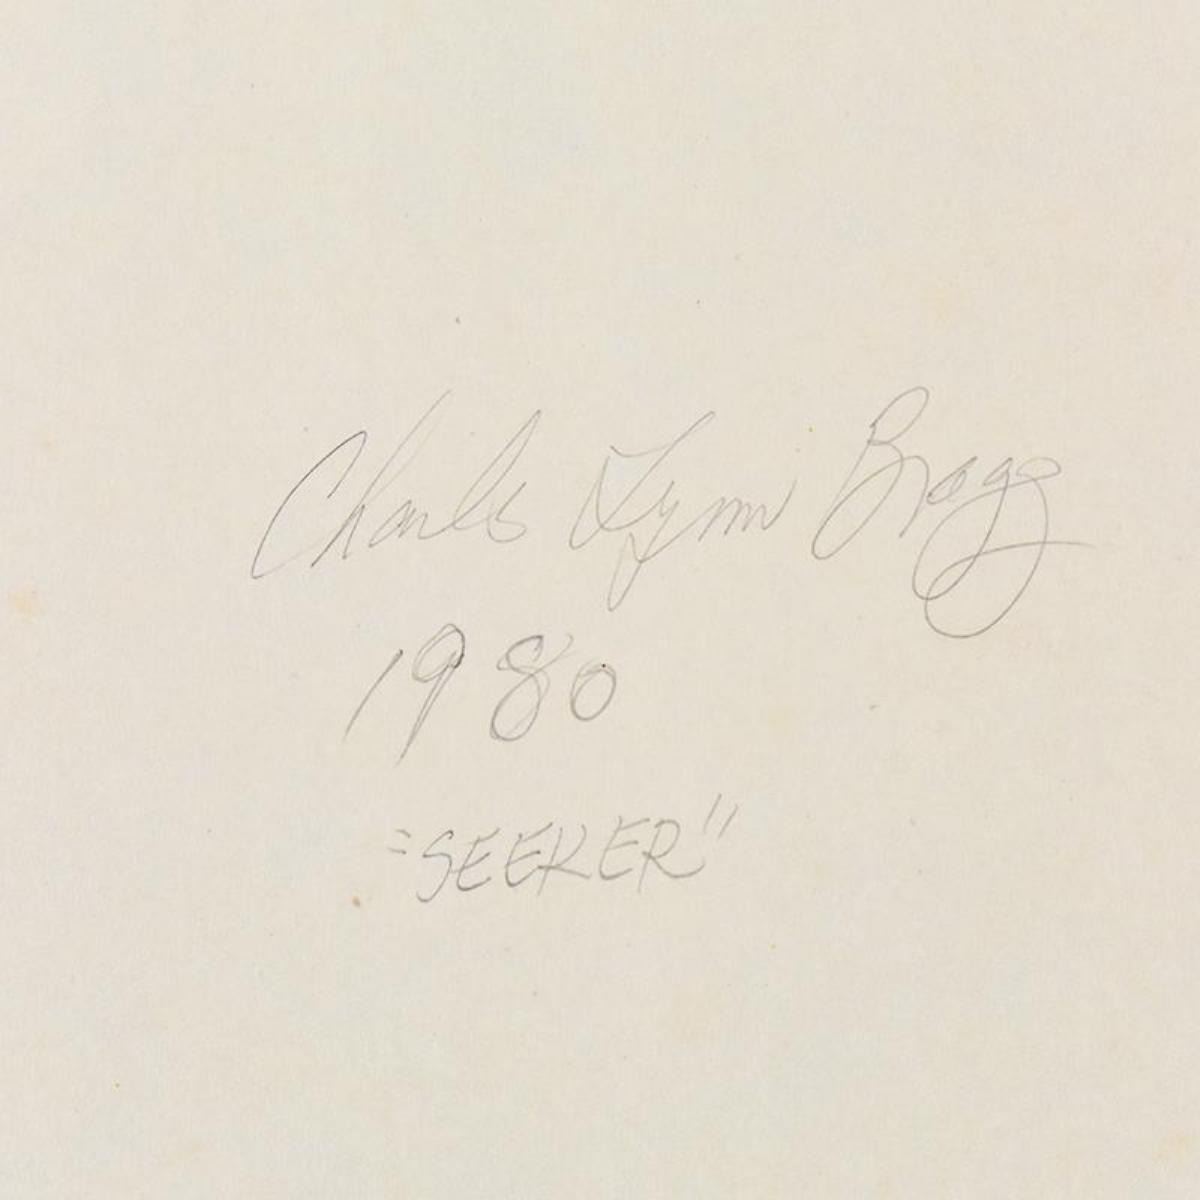 Charles Lynn Bragg
1980
"SEEKER"